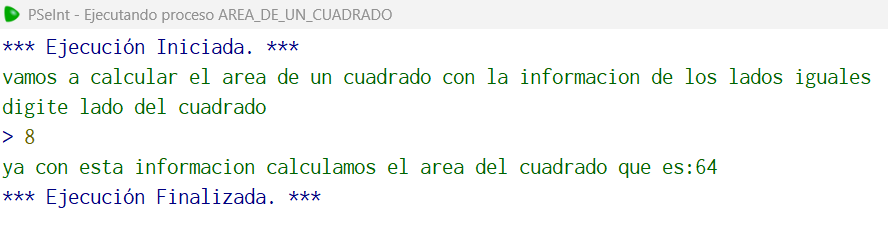 PSeInt - Ejecutando proceso AREA_DE_UN_CUADRADO
*** Ejecución Iniciada. ***
vamos a calcular el area de un cuadrado con la informacion de los lados iguales
digite lado del cuadrado
> 8
ya con esta informacion calculamos el area del cuadrado que es:64
*** Ejecución Finalizada. ***